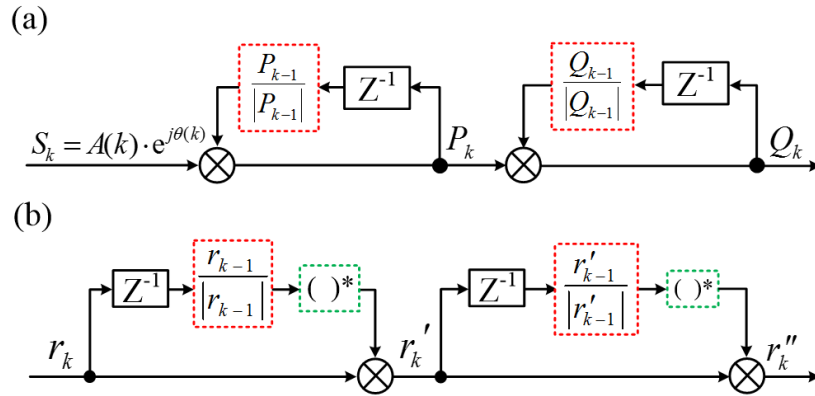 (a)
P_{k-1} / |P_{k-1}|
Z^{-1}
Q_{k-1} / |Q_{k-1}|
Z^{-1}
S_k = A(k) · e^{jθ(k)}
P_k
Q_k
(b)
Z^{-1}
r_{k-1} / |r_{k-1}|
( )*
Z^{-1}
r'_{k-1} / |r'_{k-1}|
( )*
r_k
r_k'
r_k''